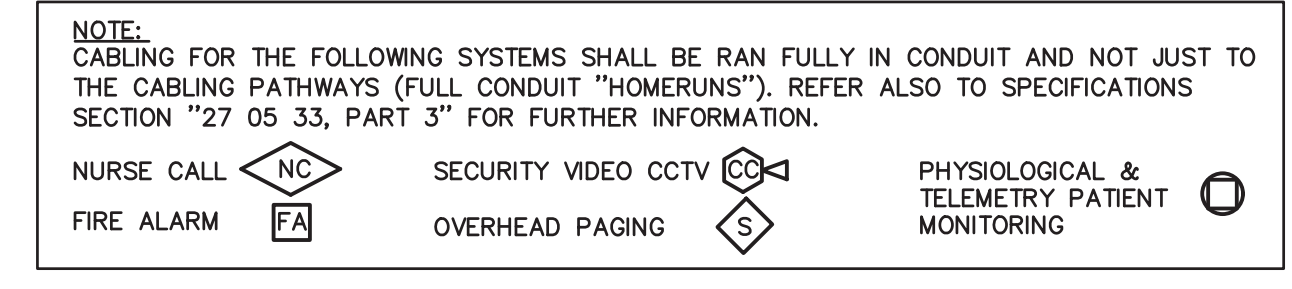 NOTE:
CABLING FOR THE FOLLOWING SYSTEMS SHALL BE RAN FULLY IN CONDUIT AND NOT JUST TO
THE CABLING PATHWAYS (FULL CONDUIT "HOMERUNS"). REFER ALSO TO SPECIFICATIONS
SECTION "27 05 33, PART 3" FOR FURTHER INFORMATION.
NURSE CALL NC
FIRE ALARM FA
SECURITY VIDEO CCTV CC
OVERHEAD PAGING S
PHYSIOLOGICAL &
TELEMETRY PATIENT
MONITORING